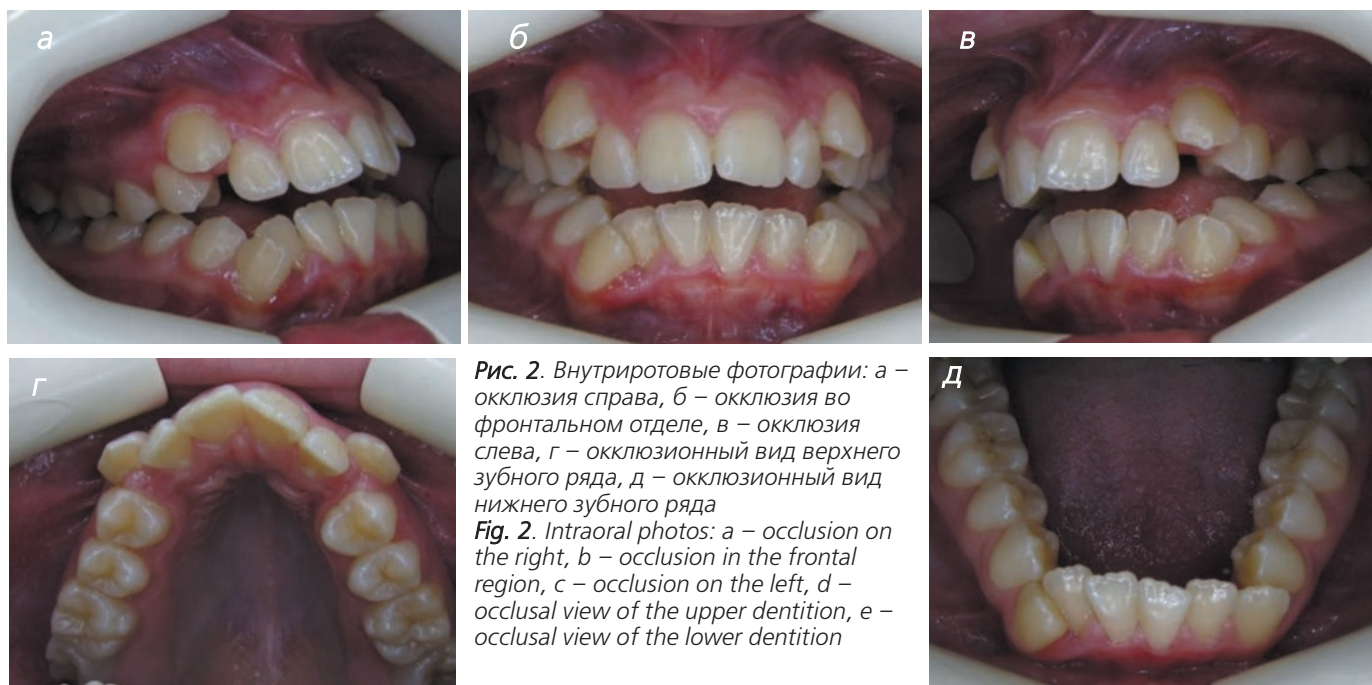 а
б
в
г
Рис. 2. Внутриротовые фотографии: а –
окклюзия справа, б – окклюзия во
фронтальном отделе, в – окклюзия
слева, г – окклюзионный вид верхнего
зубного ряда, д – окклюзионный вид
нижнего зубного ряда
Fig. 2. Intraoral photos: a – occlusion on
the right, b – occlusion in the frontal
region, c – occlusion on the left, d –
occlusal view of the upper dentition, e –
occlusal view of the lower dentition
д